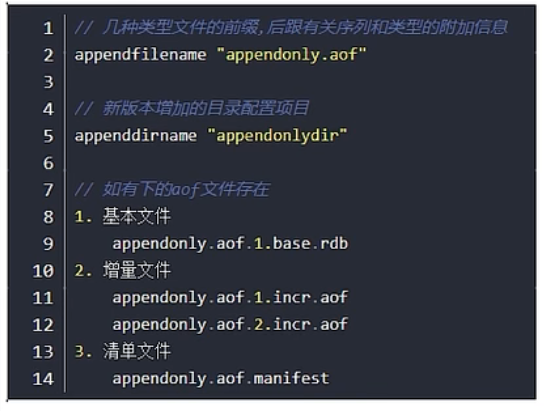 1 // 几种类型文件的前缀,后跟有关序列和类型的附加信息
2 appendfilename "appendonly.aof"
3
4 // 新版本增加的目录配置项目
5 appenddirname "appendonlydir"
6
7 // 如有下的aof文件存在
8 1. 基本文件
9 appendonly.aof.1.base.rdb
10 2. 增量文件
11 appendonly.aof.1.incr.aof
12 appendonly.aof.2.incr.aof
13 3. 清单文件
14 appendonly.aof.manifest